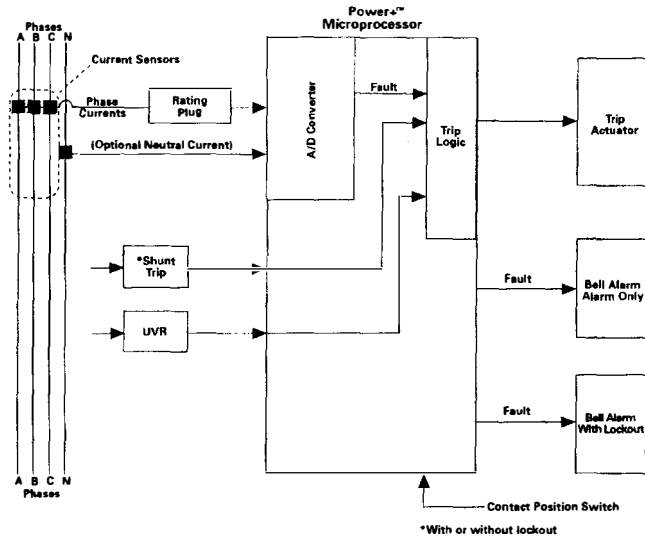 Power+™
Microprocessor
Phases
A B C N
Current Sensors
Phase
Currents
Rating
Plug
(Optional Neutral Current)
A/D Converter
Fault
Trip
Logic
Trip
Actuator
*Shunt
Trip
UVR
Fault
Bell Alarm
Alarm Only
Fault
Bell Alarm
With Lockout
A B C N
Phases
Contact Position Switch
*With or without lockout